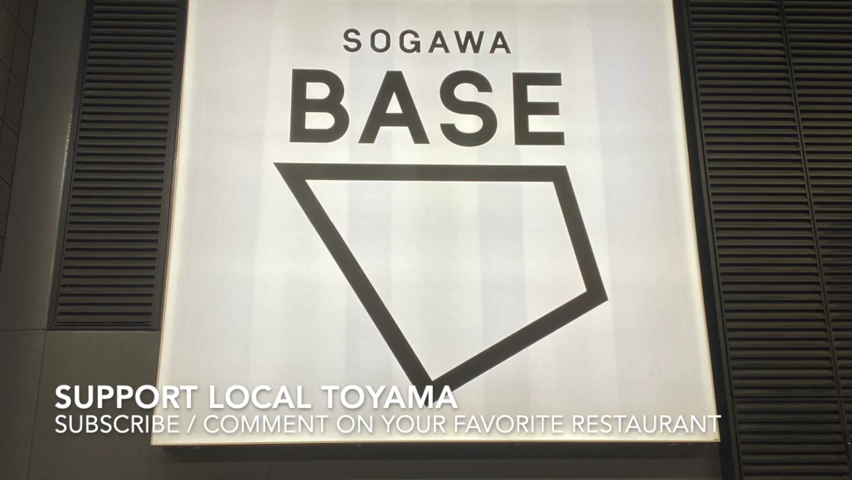 SOGAWA
BASE
SUPPORT LOCAL TOYAMA
SUBSCRIBE / COMMENT ON YOUR FAVORITE RESTAURANT